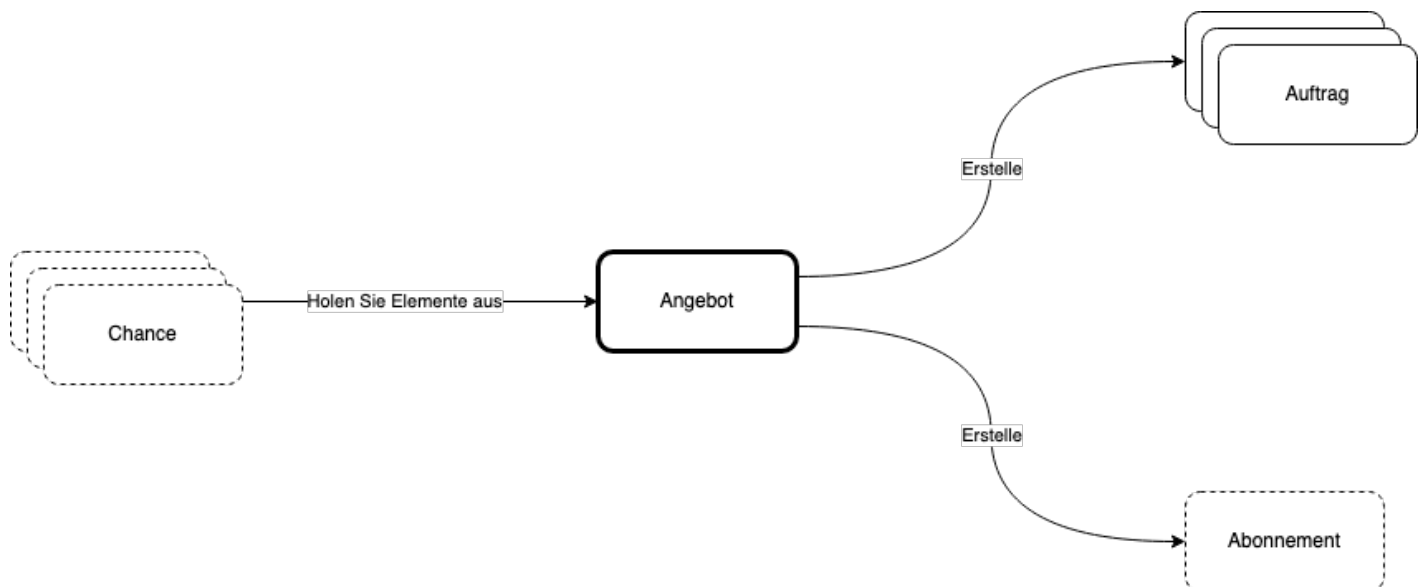 Auftrag
Erstelle
Chance
Holen Sie Elemente aus
Angebot
Erstelle
Abonnement